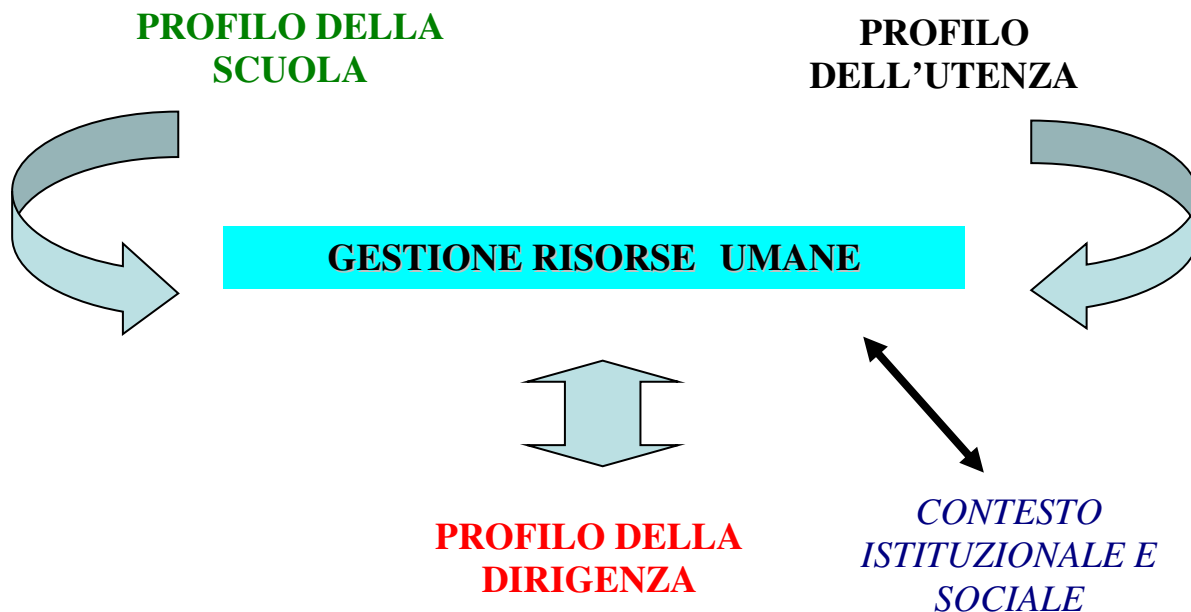 PROFILO DELLA
SCUOLA
PROFILO
DELL’UTENZA
GESTIONE RISORSE UMANE
PROFILO DELLA
DIRIGENZA
CONTESTO
ISTITUZIONALE E
SOCIALE